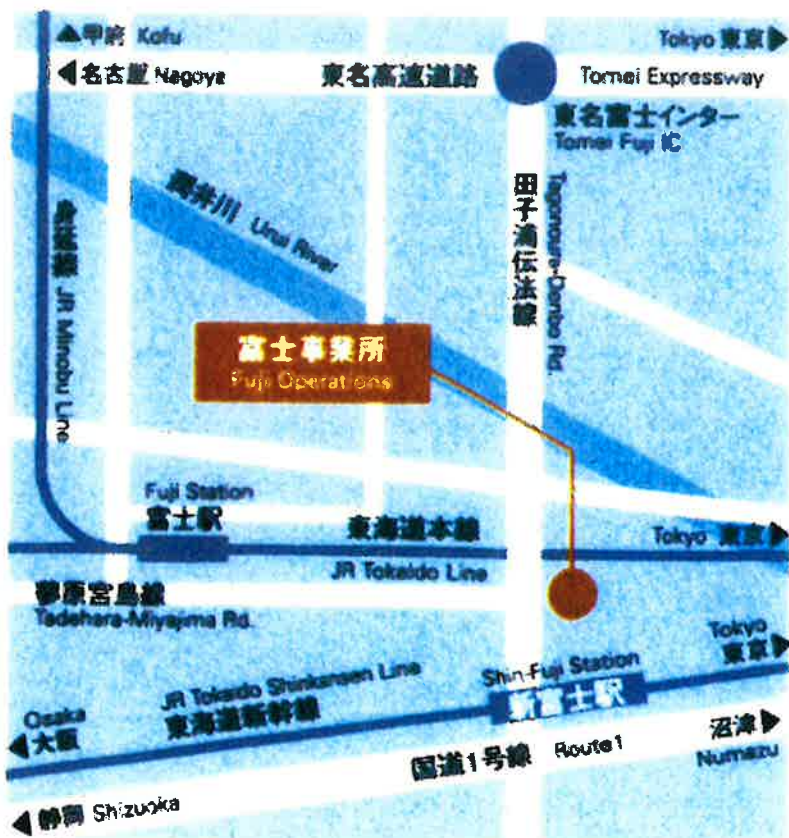 ▲甲府 Kofu
Tokyo 東京▶
◀名古屋 Nagoya
東名高速道路
Tomei Expressway
東名富士インター
Tomei Fuji IC
潤井川 Urui River
田子浦伝法線
Tagonoura-Denbo Rd.
身延線 JR Minobu Line
富士事業所
Fuji Operations
Fuji Station
富士駅
東海道本線
JR Tokaido Line
Tokyo 東京▶
蓼原宮島線
Tadehara-Miyajima Rd.
Tokyo
東京▶
JR Tokaido Shinkansen Line
東海道新幹線
Shin-Fuji Station
新富士駅
Osaka
◀大阪
国道1号線 Route1
沼津▶
Numazu
◀静岡 Shizuoka